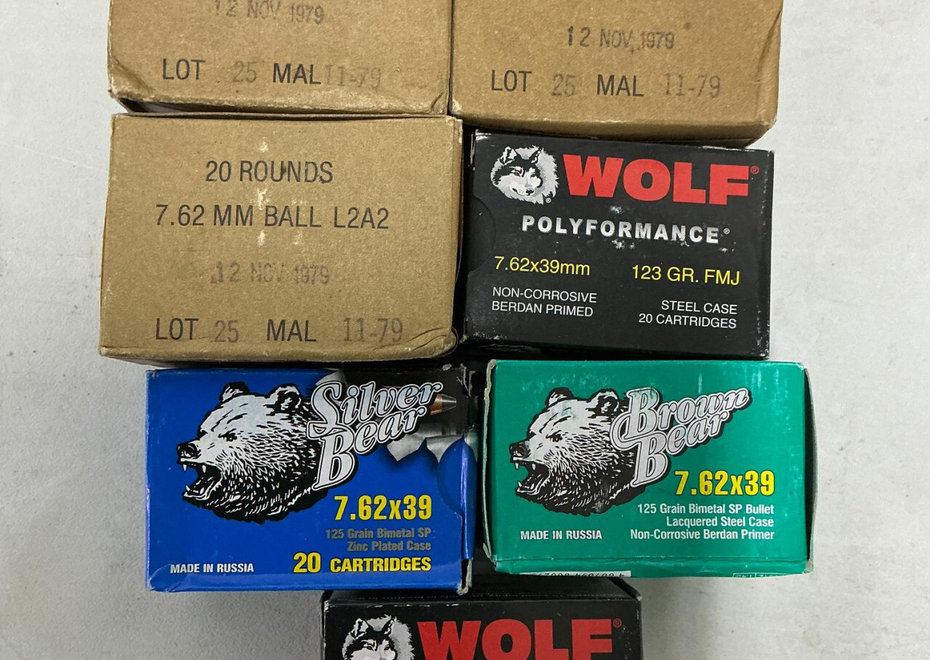 12 NOV 1979
LOT 25 MAL 11-79
12 NOV 1979
LOT 25 MAL 11-79
20 ROUNDS
7.62 MM BALL L2A2
12 NOV 1979
LOT 25 MAL 11-79
WOLF®
POLYFORMANCE®
7.62x39mm 123 GR. FMJ
NON-CORROSIVE
BERDAN PRIMED
STEEL CASE
20 CARTRIDGES
Silver
Bear
7.62x39
125 Grain Bimetal SP
Zinc Plated Case
MADE IN RUSSIA
20 CARTRIDGES
Brown
Bear
7.62x39
125 Grain Bimetal SP Bullet
Lacquered Steel Case
MADE IN RUSSIA
Non-Corrosive Berdan Primer
WOLF®